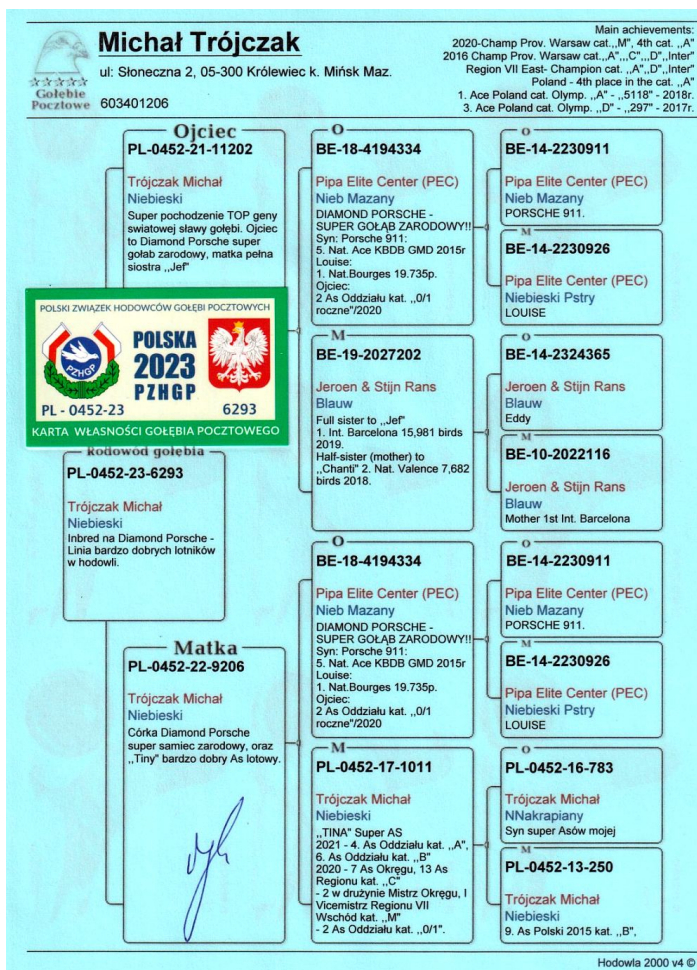 Michał Trójczak
ul: Słoneczna 2, 05-300 Królewiec k. Mińsk Maz.
603401206
Gołębie
Pocztowe
Main achievements:
2020-Champ Prov. Warsaw cat.,,M", 4th cat. ,,A"
2016 Champ Prov. Warsaw cat.,,A",,,C",,,D",,Inter"
Region VII East- Champion cat. ,,A",,D",,Inter"
Poland - 4th place in the cat. ,,A"
1. Ace Poland cat. Olymp. ,,A" - ,,5118" - 2018r.
3. Ace Poland cat. Olymp. ,,D" - ,,297" - 2017r.
Ojciec
PL-0452-21-11202
Trójczak Michał
Niebieski
Super pochodzenie TOP geny
swiatowej sławy gołębi. Ojciec
to Diamond Porsche super
gołab zarodowy, matka pełna
siostra ,,Jef"
POLSKI ZWIĄZEK HODOWCÓW GOŁĘBI POCZTOWYCH
PZHGP
POLSKA
2023
PZHGP
PL - 0452-23
6293
KARTA WŁASNOŚCI GOŁĘBIA POCZTOWEGO
Rodowód gołębia
PL-0452-23-6293
Trójczak Michał
Niebieski
Inbred na Diamond Porsche -
Linia bardzo dobrych lotników
w hodowli.
Matka
PL-0452-22-9206
Trójczak Michał
Niebieski
Córka Diamond Porsche
super samiec zarodowy, oraz
,,Tiny" bardzo dobry As lotowy.
O
BE-18-4194334
Pipa Elite Center (PEC)
Nieb Mazany
DIAMOND PORSCHE -
SUPER GOŁĄB ZARODOWY!!
Syn: Porsche 911:
5. Nat. Ace KBDB GMD 2015r
Louise:
1. Nat.Bourges 19.735p.
Ojciec:
2 As Oddziału kat. ,,0/1
roczne"/2020
M
BE-19-2027202
Jeroen & Stijn Rans
Blauw
Full sister to ,,Jef"
1. Int. Barcelona 15,981 birds
2019.
Half-sister (mother) to
,,Chanti" 2. Nat. Valence 7,682
birds 2018.
O
BE-18-4194334
Pipa Elite Center (PEC)
Nieb Mazany
DIAMOND PORSCHE -
SUPER GOŁĄB ZARODOWY!!
Syn: Porsche 911:
5. Nat. Ace KBDB GMD 2015r
Louise:
1. Nat.Bourges 19.735p.
Ojciec:
2 As Oddziału kat. ,,0/1
roczne"/2020
M
PL-0452-17-1011
Trójczak Michał
Niebieski
,,TINA" Super AS
2021 - 4. As Oddziału kat. ,,A",
6. As Oddziału kat. ,,B"
2020 - 7 As Okręgu, 13 As
Regionu kat. ,,C"
- 2 w drużynie Mistrz Okręgu, I
Vicemistrz Regionu VII
Wschód kat. ,,M"
- 2 As Oddziału kat. ,,0/1".
O
BE-14-2230911
Pipa Elite Center (PEC)
Nieb Mazany
PORSCHE 911.
M
BE-14-2230926
Pipa Elite Center (PEC)
Niebieski Pstry
LOUISE
O
BE-14-2324365
Jeroen & Stijn Rans
Blauw
Eddy
M
BE-10-2022116
Jeroen & Stijn Rans
Blauw
Mother 1st Int. Barcelona
O
BE-14-2230911
Pipa Elite Center (PEC)
Nieb Mazany
PORSCHE 911.
M
BE-14-2230926
Pipa Elite Center (PEC)
Niebieski Pstry
LOUISE
O
PL-0452-16-783
Trójczak Michał
NNakrapiany
Syn super Asów mojej
M
PL-0452-13-250
Trójczak Michał
Niebieski
9. As Polski 2015 kat. ,,B",
Hodowla 2000 v4 ©